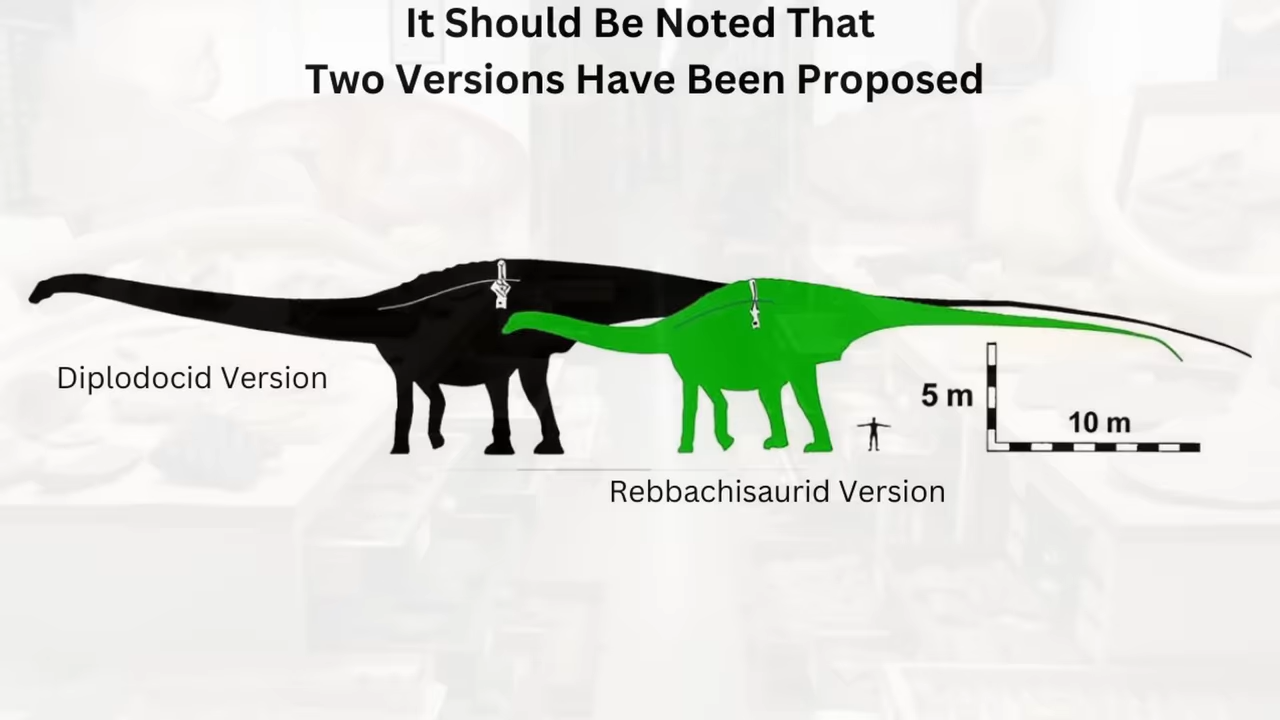 It Should Be Noted That
Two Versions Have Been Proposed
Diplodocid Version
5 m
10 m
Rebbachisaurid Version